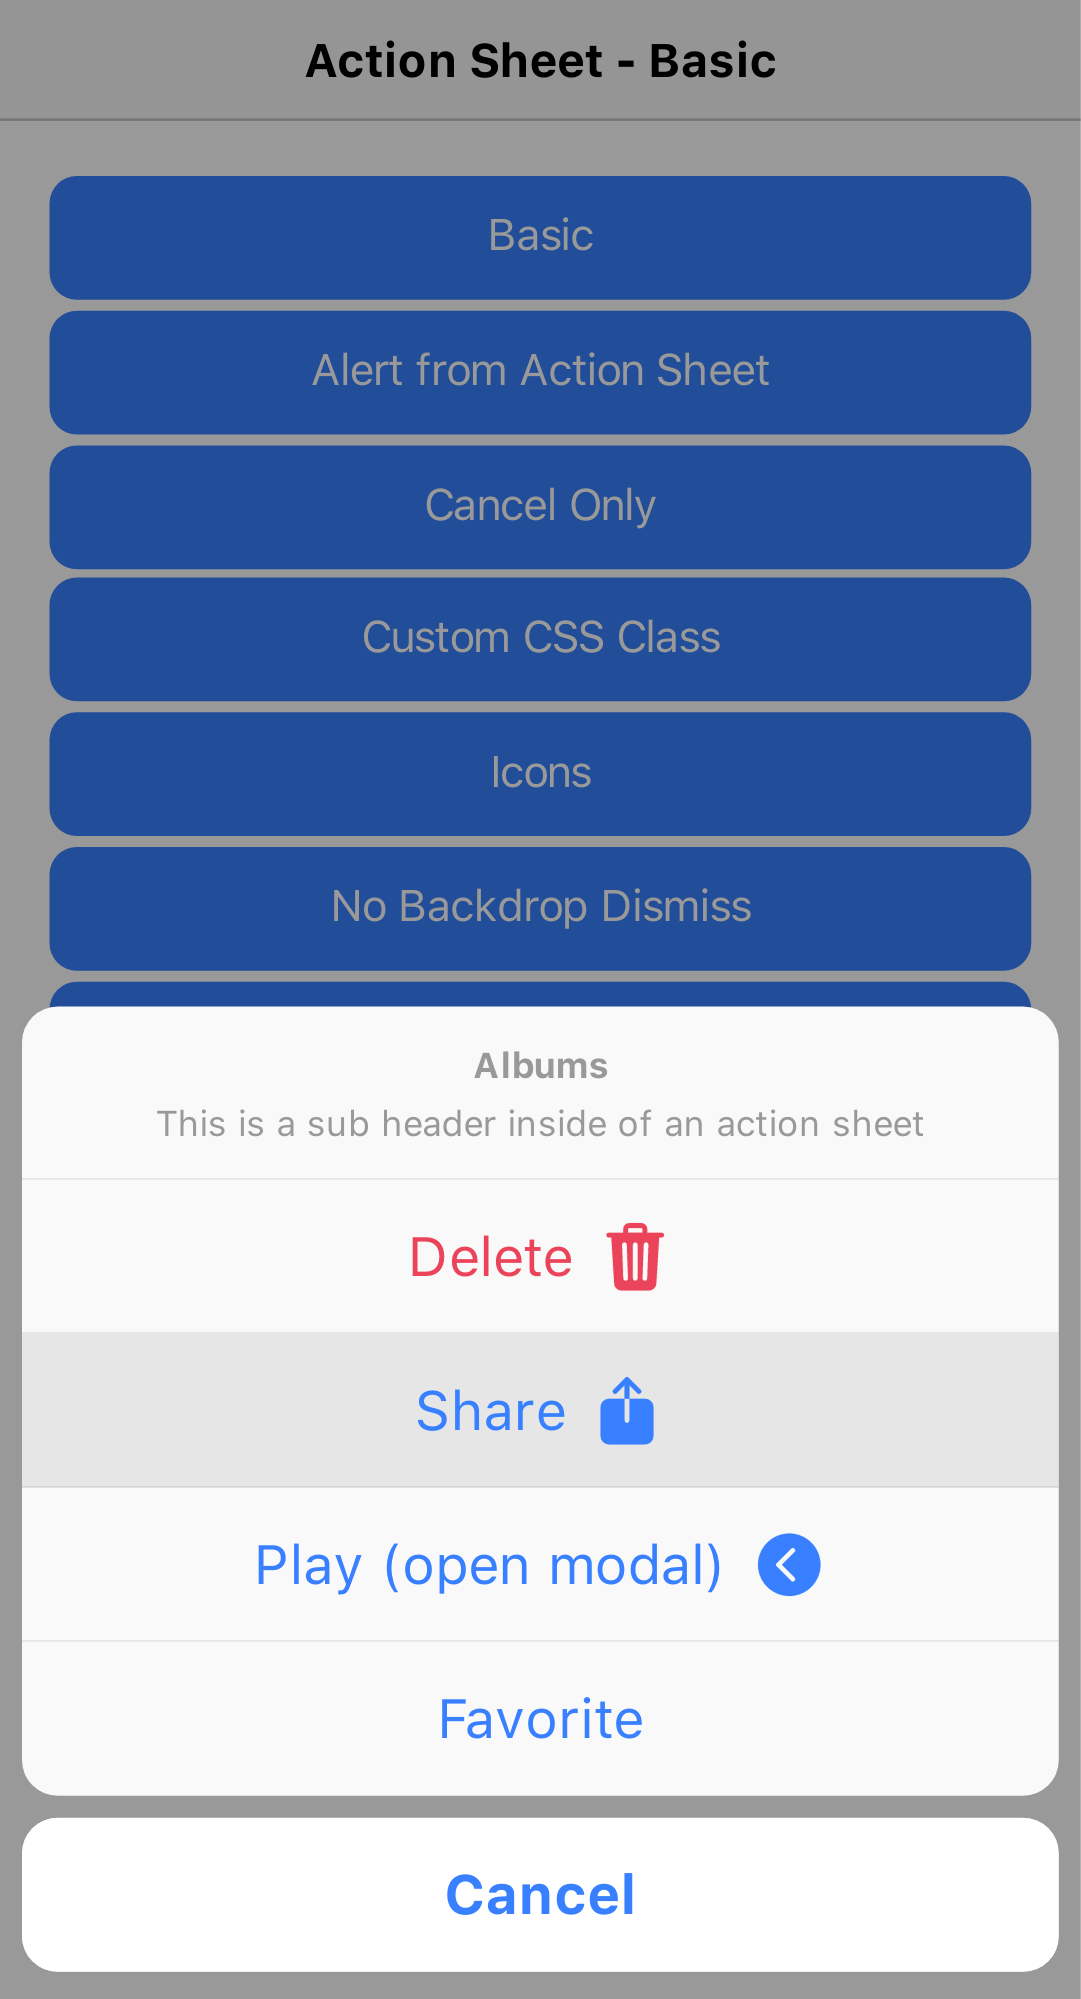 Action Sheet - Basic
Basic
Alert from Action Sheet
Cancel Only
Custom CSS Class
Icons
No Backdrop Dismiss
Albums
This is a sub header inside of an action sheet
Delete
Share
Play (open modal)
Favorite
Cancel